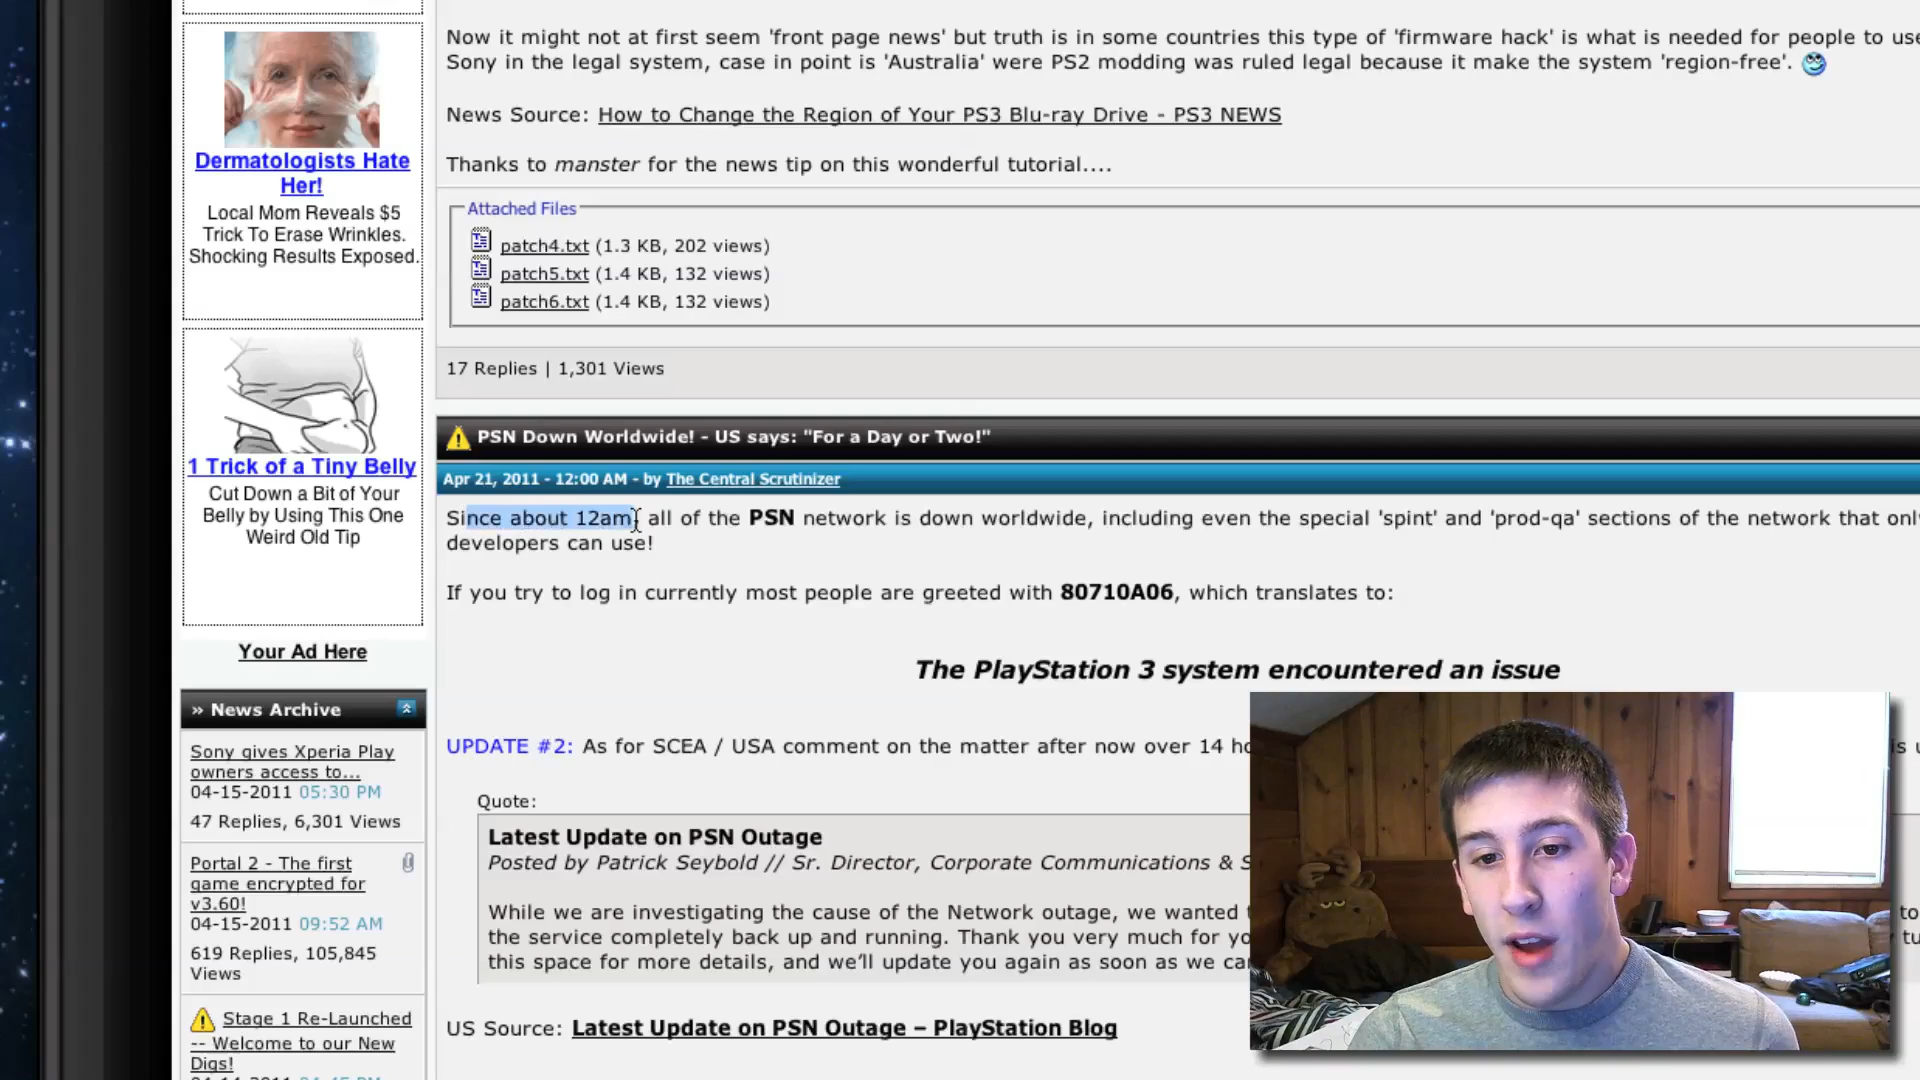 Dermatologists Hate
Her!
Local Mom Reveals $5
Trick To Erase Wrinkles.
Shocking Results Exposed.
1 Trick of a Tiny Belly
Cut Down a Bit of Your
Belly by Using This One
Weird Old Tip
Your Ad Here
» News Archive
Sony gives Xperia Play
owners access to...
04-15-2011 05:30 PM
47 Replies, 6,301 Views
Portal 2 - The first
game encrypted for
v3.60!
04-15-2011 09:52 AM
619 Replies, 105,845
Views
Stage 1 Re-Launched
-- Welcome to our New
Digs!
Now it might not at first seem 'front page news' but truth is in some countries this type of 'firmware hack' is what is needed for people to use
Sony in the legal system, case in point is 'Australia' were PS2 modding was ruled legal because it make the system 'region-free'.
News Source: How to Change the Region of Your PS3 Blu-ray Drive - PS3 NEWS
Thanks to manster for the news tip on this wonderful tutorial....
Attached Files
patch4.txt (1.3 KB, 202 views)
patch5.txt (1.4 KB, 132 views)
patch6.txt (1.4 KB, 132 views)
17 Replies | 1,301 Views
PSN Down Worldwide! - US says: "For a Day or Two!"
Apr 21, 2011 - 12:00 AM - by The Central Scrutinizer
Since about 12am, all of the PSN network is down worldwide, including even the special 'spint' and 'prod-qa' sections of the network that
developers can use!
If you try to log in currently most people are greeted with 80710A06, which translates to:
The PlayStation 3 system encountered an issue
UPDATE #2: As for SCEA / USA comment on the matter after now over 14
Quote:
Latest Update on PSN Outage
Posted by Patrick Seybold // Sr. Director, Corporate Communications &
While we are investigating the cause of the Network outage, we wanted
the service completely back up and running. Thank you very much for
this space for more details, and we'll update you again as soon as we
US Source: Latest Update on PSN Outage – PlayStation Blog